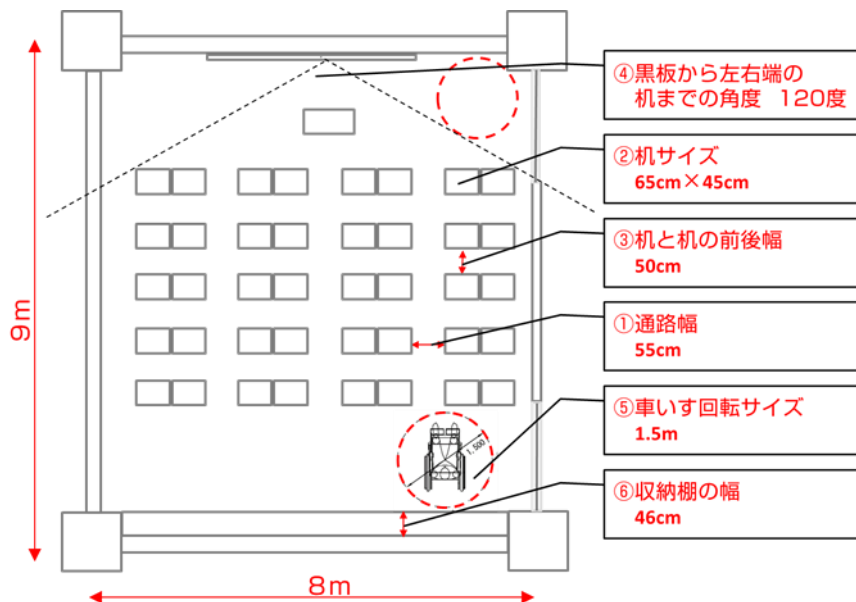 ④黒板から左右端の
机までの角度 120度
②机サイズ
65cm×45cm
③机と机の前後幅
50cm
①通路幅
55cm
⑤車いす回転サイズ
1.5m
⑥収納棚の幅
46cm
9m
1,500
8m